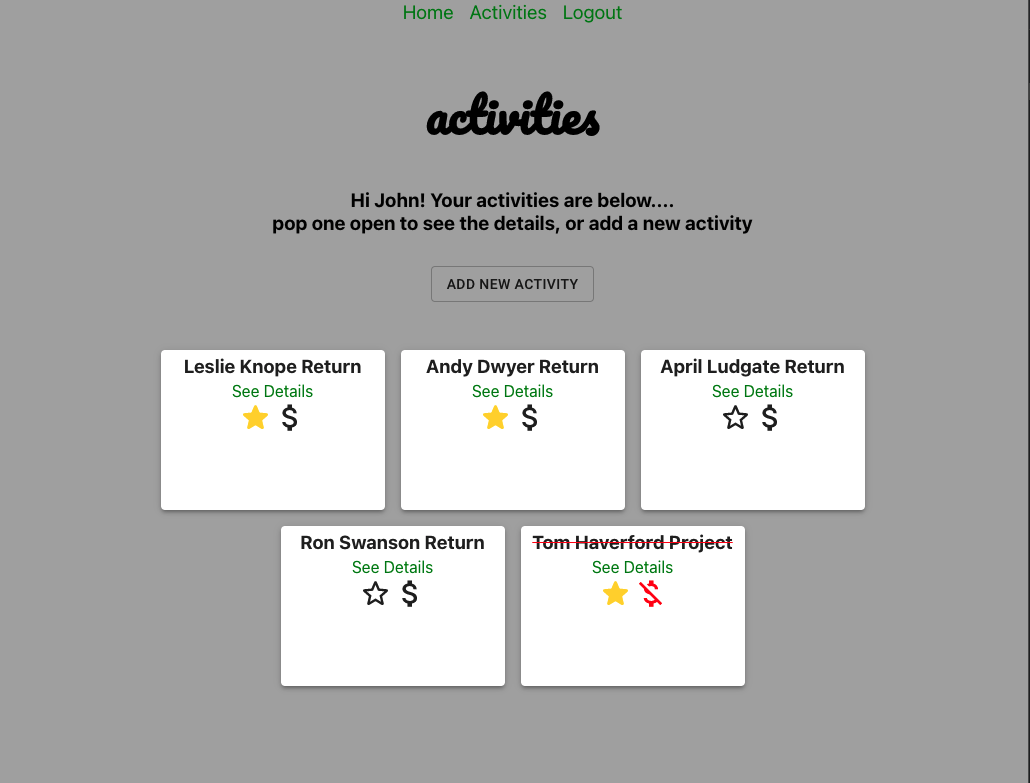 Home Activities Logout
activities
Hi John! Your activities are below....
pop one open to see the details, or add a new activity
ADD NEW ACTIVITY
Leslie Knope Return
See Details
$
Andy Dwyer Return
See Details
$
April Ludgate Return
See Details
$
Ron Swanson Return
See Details
$
Tom Haverford Project
See Details
$